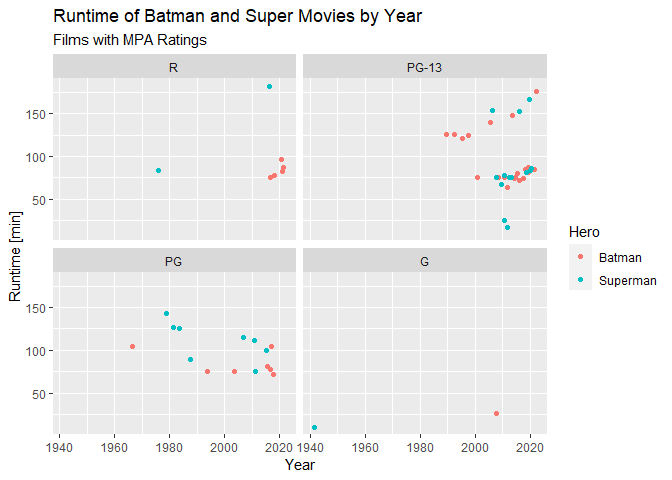 Runtime of Batman and Super Movies by Year
Films with MPA Ratings
R PG-13
150
100
50
PG G
150
100
50
Runtime [min]
1940 1960 1980 2000 2020 1940 1960 1980 2000 2020
Year
Hero
Batman
Superman